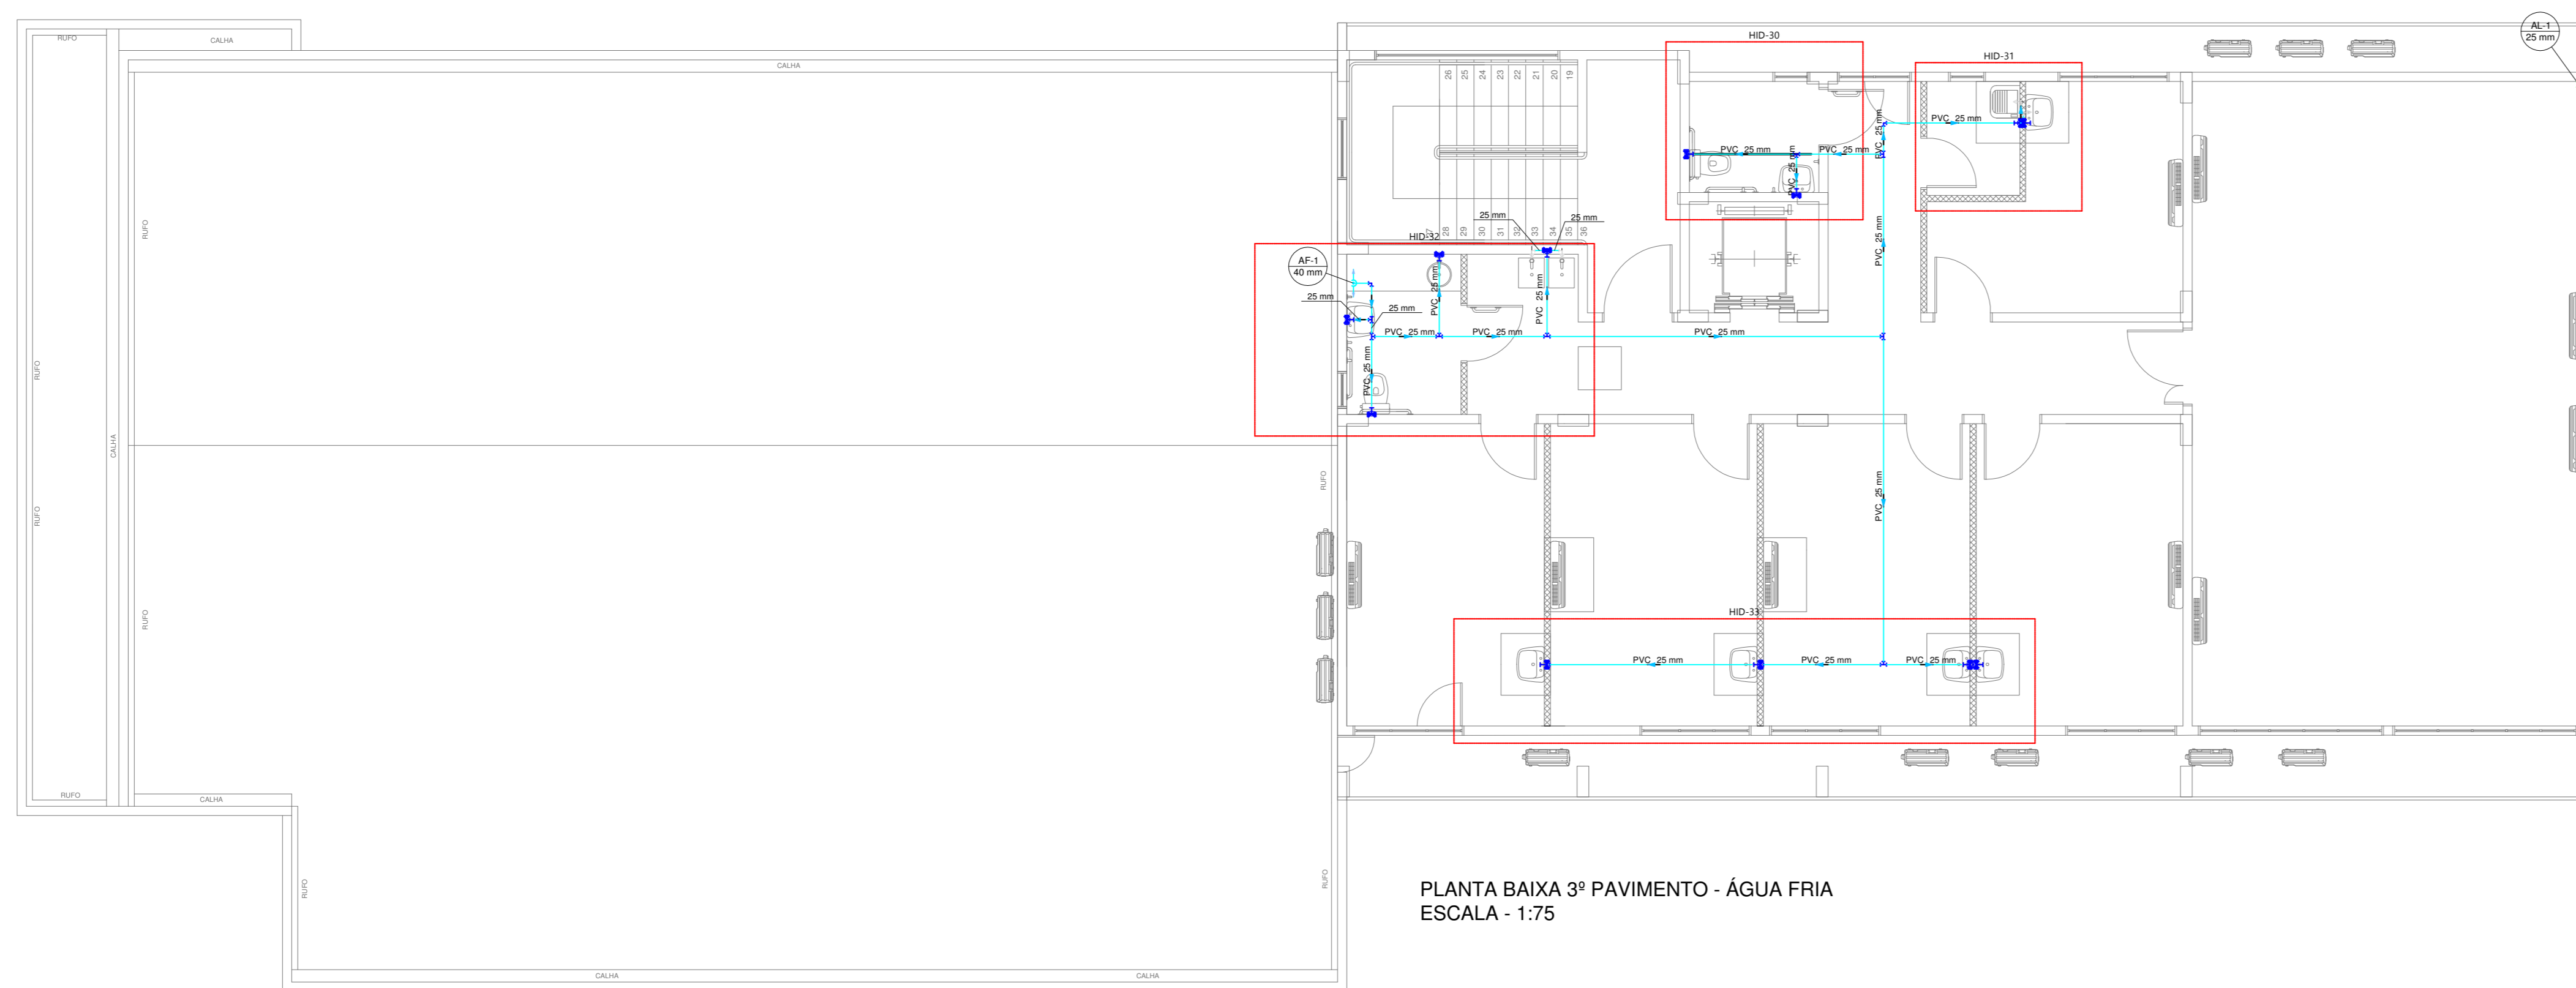 RUFO
CALHA
CALHA
HID-30
HID-31
AL-1
25 mm
26
25
24
23
22
21
20
19
PVC 25 mm
PVC 25 mm
PVC 25 mm
PVC 25 mm
PVC 25 mm
RUFO
25 mm
25 mm
28
29
30
31
32
33
34
35
36
HID-32
PVC 25 mm
AF-1
40 mm
25 mm
25 mm
PVC 25 mm
PVC 25 mm
PVC 25 mm
PVC 25 mm
PVC 25 mm
PVC 25 mm
RUFO
CALHA
RUFO
RUFO
PVC 25 mm
RUFO
HID-33
PVC 25 mm
PVC 25 mm
PVC 25 mm
RUFO
CALHA
RUFO
RUFO
PLANTA BAIXA 3º PAVIMENTO - ÁGUA FRIA
ESCALA - 1:75
CALHA
CALHA